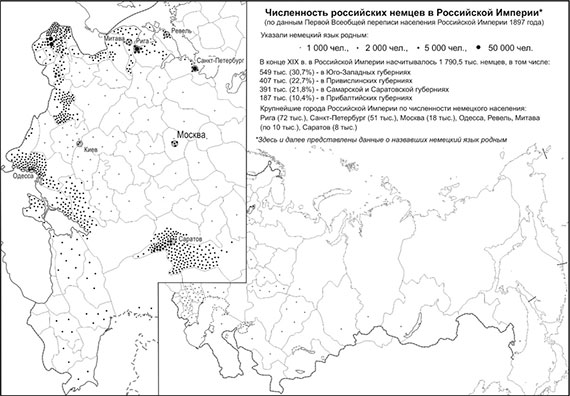 Численность российских немцев в Российской Империи*
(по данным Первой Всеобщей переписи населения Российской Империи 1897 года)
Указали немецкий язык родным:
1 000 чел., 2 000 чел., 5 000 чел., 50 000 чел.
В конце XIX в. в Российской Империи насчитывалось 1 790,5 тыс. немцев, в том числе:
549 тыс. (30,7%) - в Юго-Западных губерниях
407 тыс. (22,7%) - в Привислинских губерниях
391 тыс. (21,8%) - в Самарской и Саратовской губерниях
187 тыс. (10,4%) - в Прибалтийских губерниях
Крупнейшие города Российской Империи по численности немецкого населения:
Рига (72 тыс.), Санкт-Петербург (51 тыс.), Москва (18 тыс.), Одесса, Ревель, Митава
(по 10 тыс.), Саратов (8 тыс.)
*Здесь и далее представлены данные о назвавших немецкий язык родным
Ревель
Митава
Рига
Санкт-Петербург
Москва
Киев
Одесса
Саратов